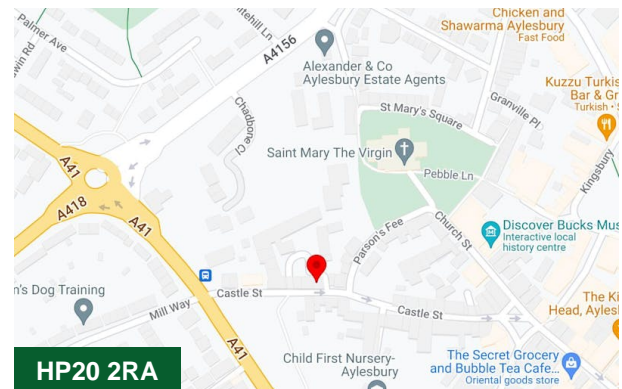 Palmer Ave
A4156
Chicken and
Shawarma Aylesbury
Fast Food
Alexander & Co
Aylesbury Estate Agents
Chadbone Cl
Granville Pl
Kuzzu Turkis
Bar & Gr
Turkish • S
St Mary's Square
Saint Mary The Virgin
Pebble Ln
Kingsbury
A41
A418
A41
Parson's Fee
Church St
Discover Bucks Mus
Interactive local
history centre
n's Dog Training
Mill Way
Castle St
Castle St
The Ki
Head, Ayles
A41
Child First Nursery-
Aylesbury
The Secret Grocery
and Bubble Tea Cafe...
Oriental goods store
HP20 2RA